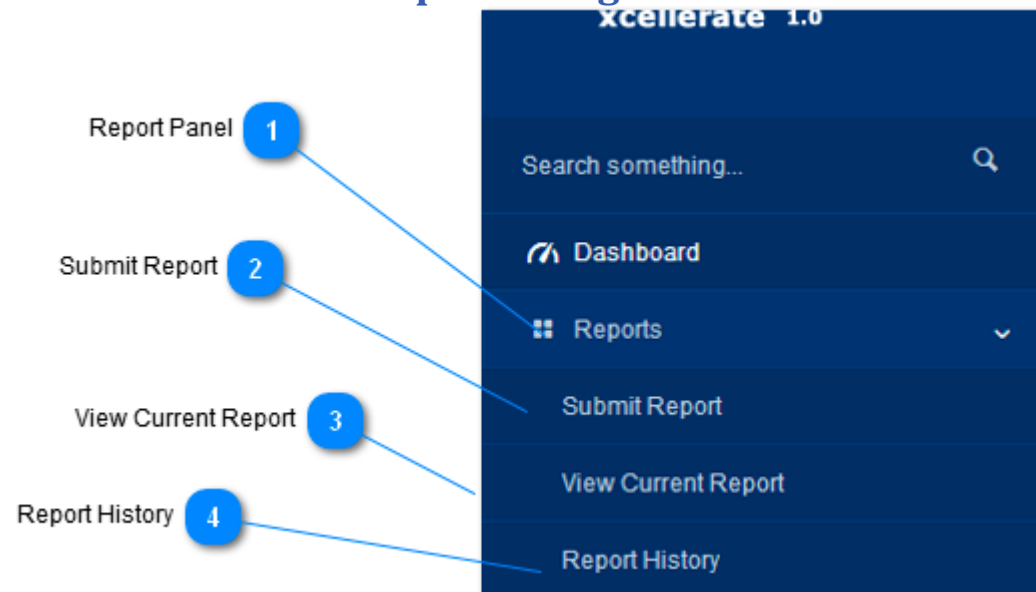 xcellerate 1.0
Report Panel 1
Search something...
Submit Report 2
Dashboard
Reports
View Current Report 3
Submit Report
Report History 4
View Current Report
Report History